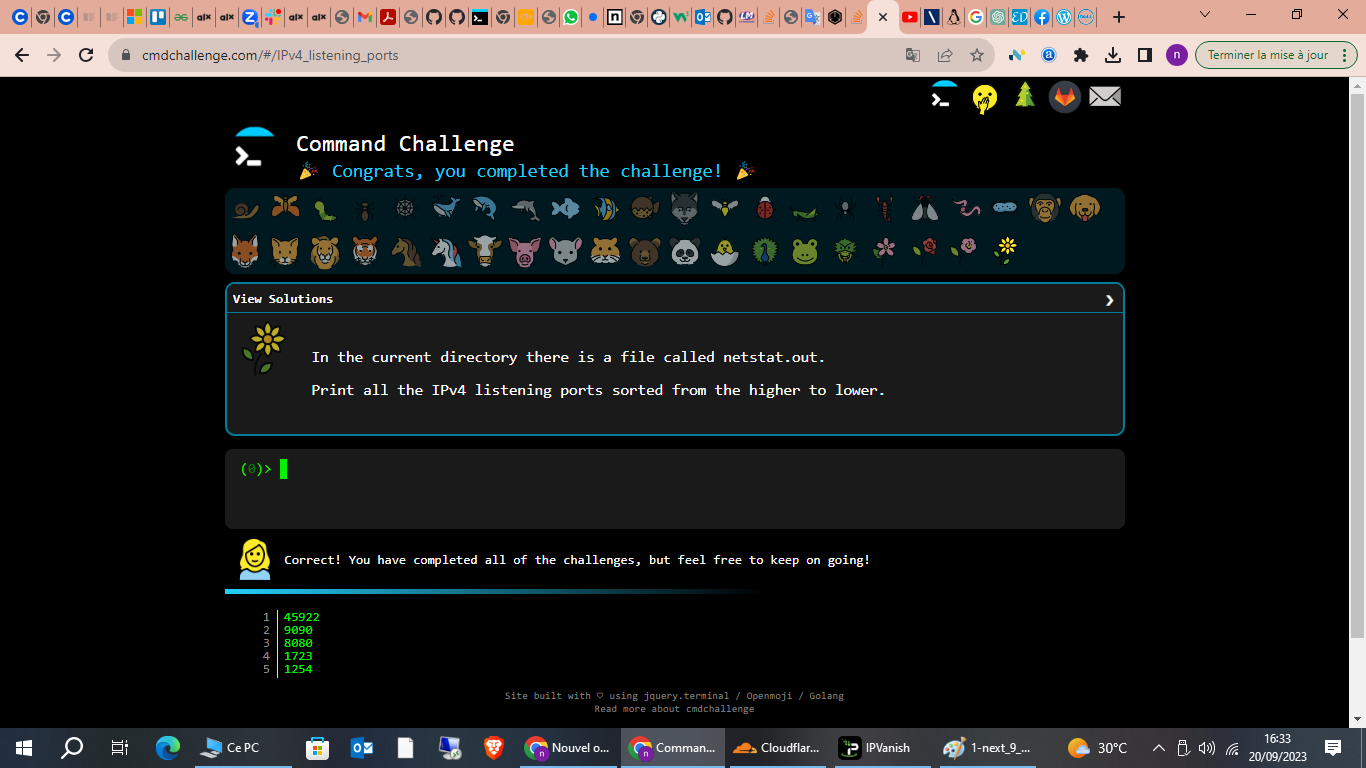 cmdchallenge.com/#/IPv4_listening_ports
Terminer la mise à jour
Command Challenge
Congrats, you completed the challenge!
View Solutions
In the current directory there is a file called netstat.out.
Print all the IPv4 listening ports sorted from the higher to lower.
(0)>
Correct! You have completed all of the challenges, but feel free to keep on going!
1 45922
2 9090
3 8080
4 1723
5 1254
Site built with ♡ using jquery.terminal / Openmoji / Golang
Read more about cmdchallenge
Ce PC
Nouvel o...
Comman...
Cloudflar...
IPVanish
1-next_9_...
30°C
16:33
20/09/2023